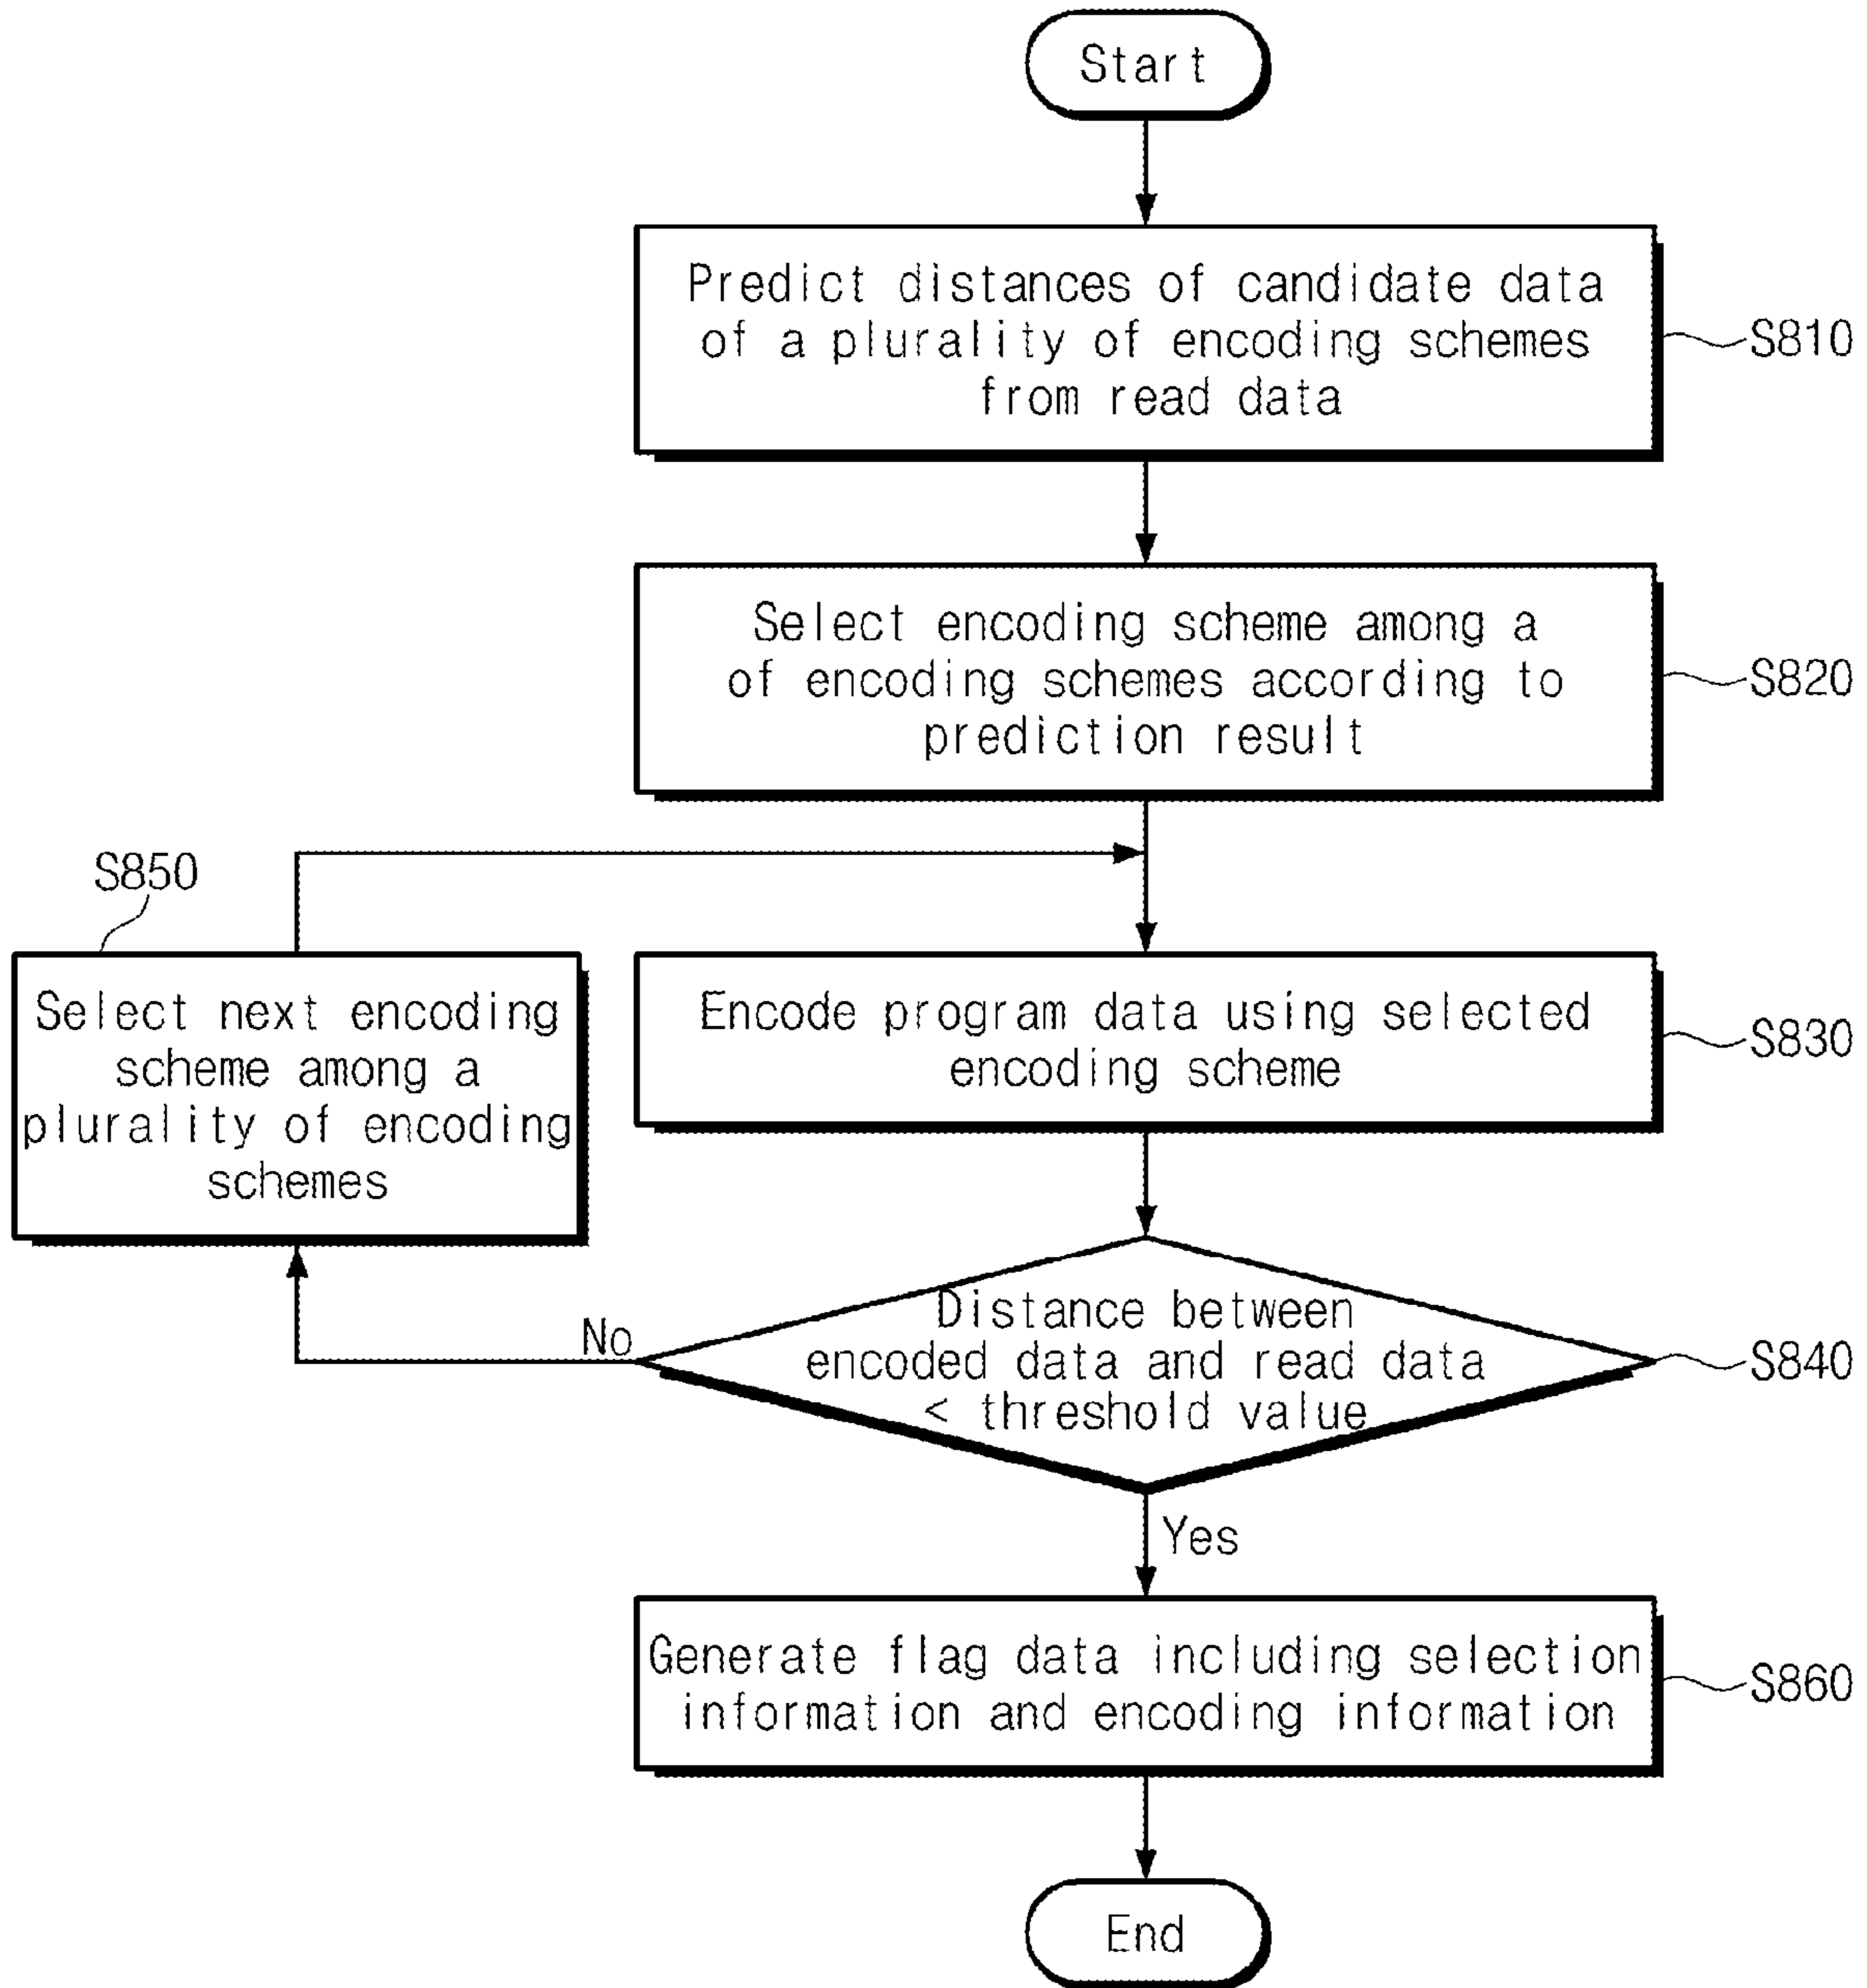 Start
Predict distances of candidate data
of a plurality of encoding schemes
from read data
S810
Select encoding scheme among a
of encoding schemes according to
prediction result
S820
S850
Select next encoding
scheme among a
plurality of encoding
schemes
Encode program data using selected
encoding scheme
S830
Distance between
encoded data and read data
< threshold value
S840
No
Yes
Generate flag data including selection
information and encoding information
S860
End